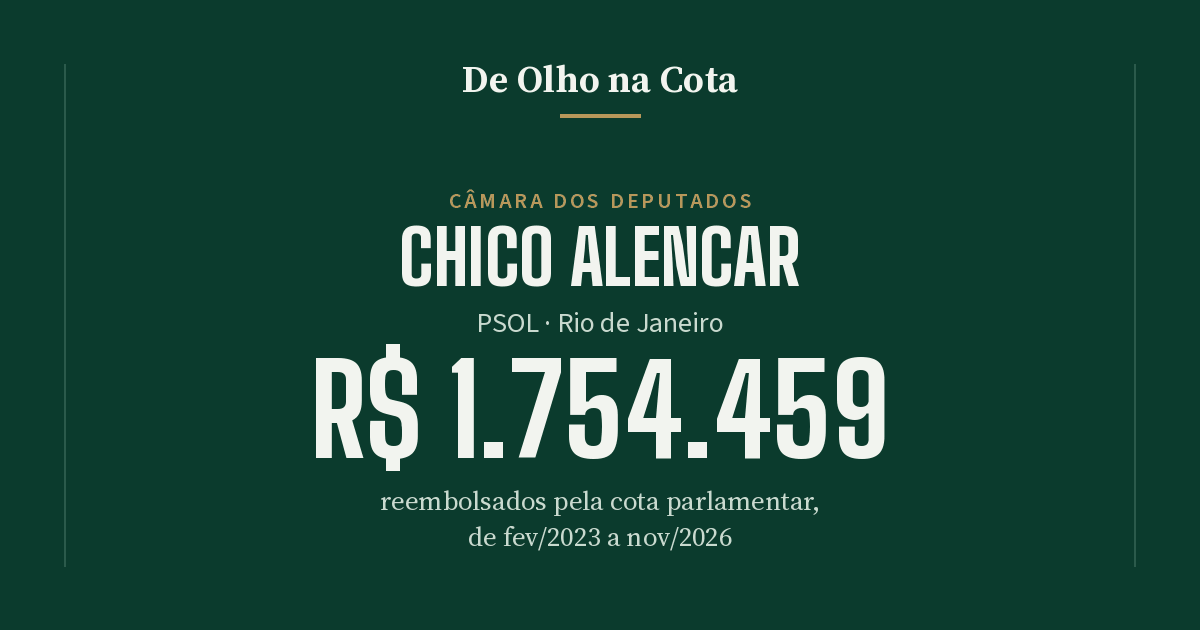 De Olho na Cota
CÂMARA DOS DEPUTADOS
CHICO ALENCAR
PSOL · Rio de Janeiro
R$ 1.754.459
reembolsados pela cota parlamentar,
de fev/2023 a nov/2026